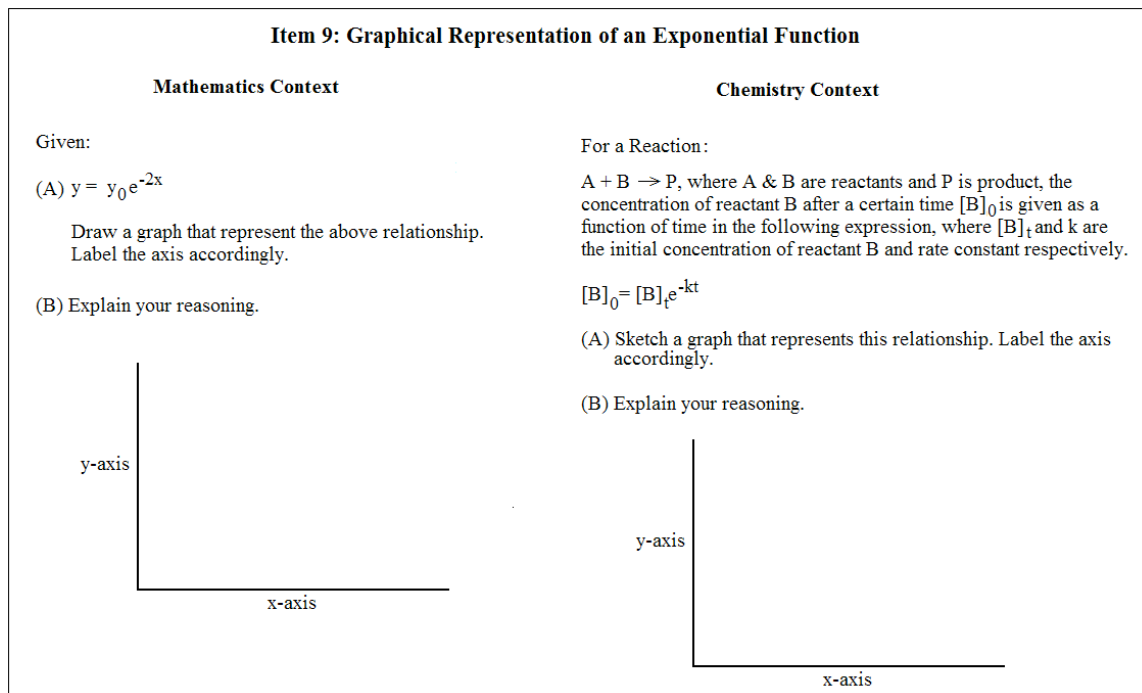 Item 9: Graphical Representation of an Exponential Function
Mathematics Context
Given:
(A) y = y₀e⁻²ˣ
Draw a graph that represent the above relationship.
Label the axis accordingly.
(B) Explain your reasoning.
y-axis
x-axis
Chemistry Context
For a Reaction:
A + B → P, where A & B are reactants and P is product, the
concentration of reactant B after a certain time [B]₀ is given as a
function of time in the following expression, where [B]ₜ and k are
the initial concentration of reactant B and rate constant respectively.
[B]₀= [B]ₜe⁻ᵏᵗ
(A) Sketch a graph that represents this relationship. Label the axis
accordingly.
(B) Explain your reasoning.
y-axis
x-axis